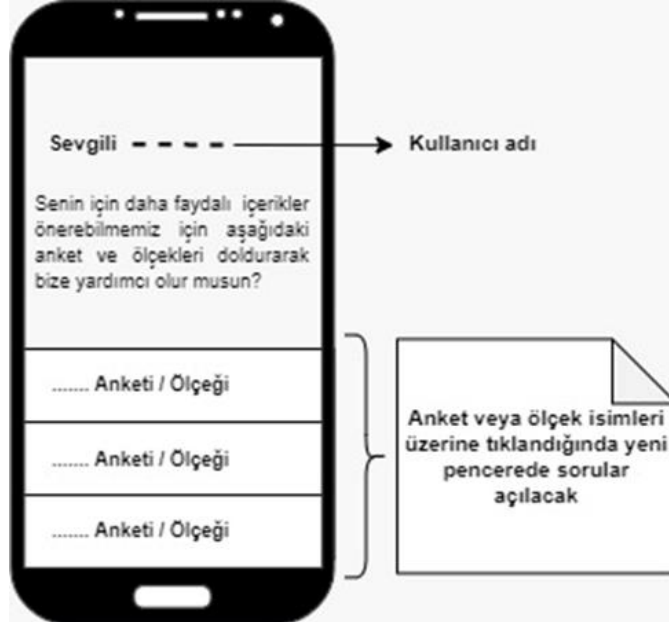 Sevgili
Kullanıcı adı
Senin için daha faydalı içerikler
önerebilmemiz için aşağıdaki
anket ve ölçekleri doldurarak
bize yardımcı olur musun?
....... Anketi / Ölçeği
....... Anketi / Ölçeği
....... Anketi / Ölçeği
Anket veya ölçek isimleri
üzerine tıklandığında yeni
pencerede sorular
açılacak